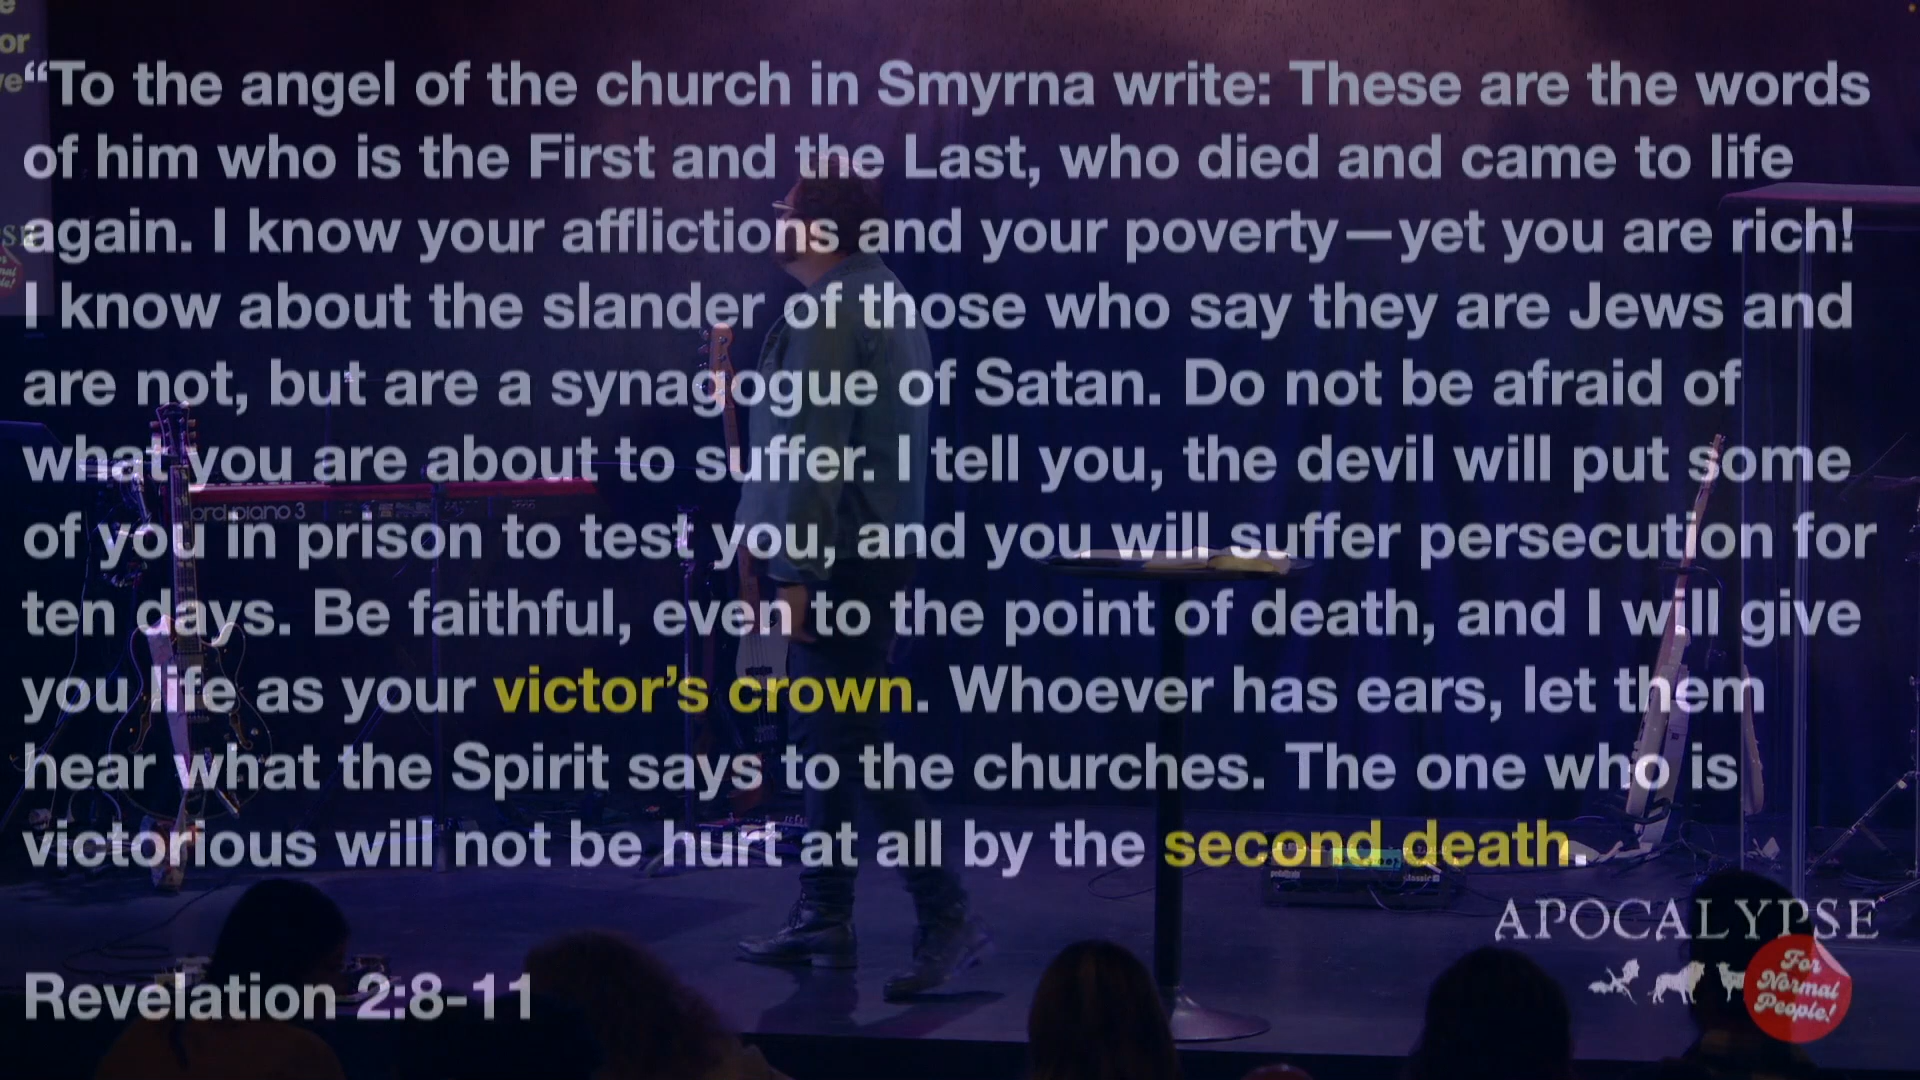 “To the angel of the church in Smyrna write: These are the words
of him who is the First and the Last, who died and came to life
again. I know your afflictions and your poverty—yet you are rich!
I know about the slander of those who say they are Jews and
are not, but are a synagogue of Satan. Do not be afraid of
what you are about to suffer. I tell you, the devil will put some
of you in prison to test you, and you will suffer persecution for
ten days. Be faithful, even to the point of death, and I will give
you life as your victor’s crown. Whoever has ears, let them
hear what the Spirit says to the churches. The one who is
victorious will not be hurt at all by the second death.
Revelation 2:8-11
APOCALYPSE
For
Normal
People!
ord piano 3
classic